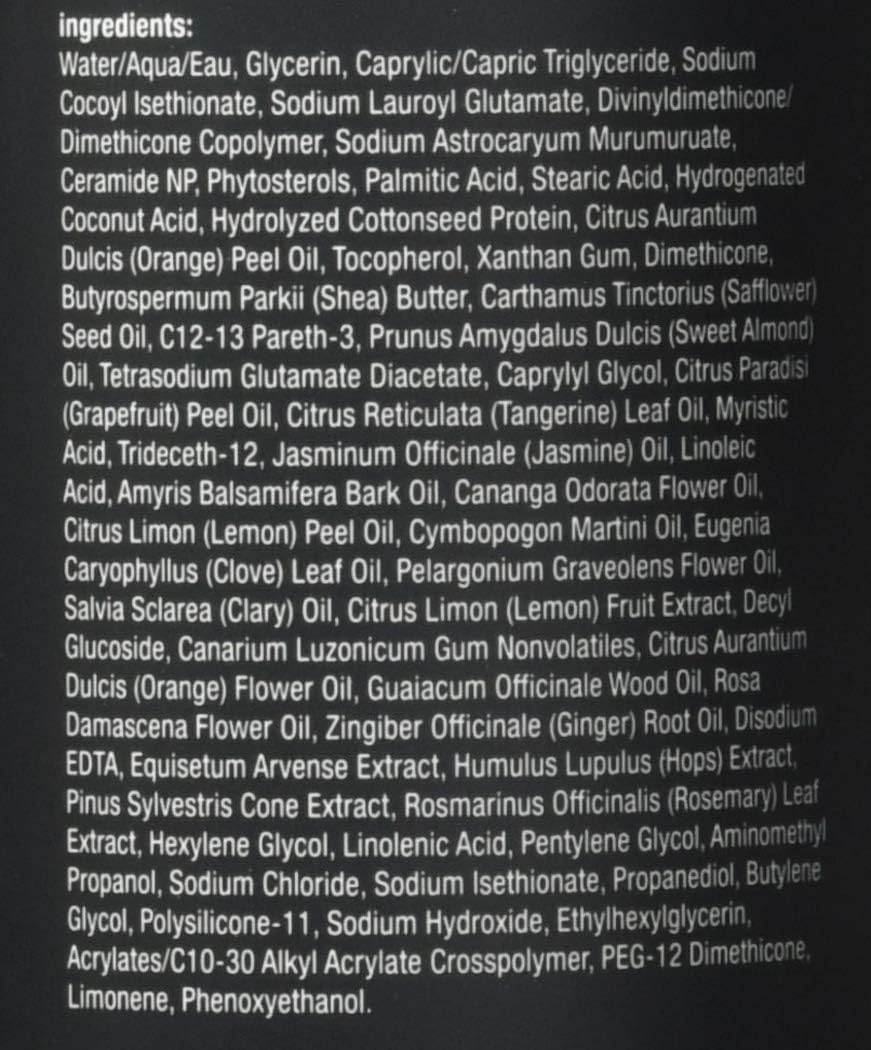 ingredients:
Water/Aqua/Eau, Glycerin, Caprylic/Capric Triglyceride, Sodium
Cocoyl Isethionate, Sodium Lauroyl Glutamate, Divinyldimethicone/
Dimethicone Copolymer, Sodium Astrocaryum Murumuruate,
Ceramide NP, Phytosterols, Palmitic Acid, Stearic Acid, Hydrogenated
Coconut Acid, Hydrolyzed Cottonseed Protein, Citrus Aurantium
Dulcis (Orange) Peel Oil, Tocopherol, Xanthan Gum, Dimethicone,
Butyrospermum Parkii (Shea) Butter, Carthamus Tinctorius (Safflower)
Seed Oil, C12-13 Pareth-3, Prunus Amygdalus Dulcis (Sweet Almond)
Oil, Tetrasodium Glutamate Diacetate, Caprylyl Glycol, Citrus Paradisi
(Grapefruit) Peel Oil, Citrus Reticulata (Tangerine) Leaf Oil, Myristic
Acid, Trideceth-12, Jasminum Officinale (Jasmine) Oil, Linoleic
Acid, Amyris Balsamifera Bark Oil, Cananga Odorata Flower Oil,
Citrus Limon (Lemon) Peel Oil, Cymbopogon Martini Oil, Eugenia
Caryophyllus (Clove) Leaf Oil, Pelargonium Graveolens Flower Oil,
Salvia Sclarea (Clary) Oil, Citrus Limon (Lemon) Fruit Extract, Decyl
Glucoside, Canarium Luzonicum Gum Nonvolatiles, Citrus Aurantium
Dulcis (Orange) Flower Oil, Guaiacum Officinale Wood Oil, Rosa
Damascena Flower Oil, Zingiber Officinale (Ginger) Root Oil, Disodium
EDTA, Equisetum Arvense Extract, Humulus Lupulus (Hops) Extract,
Pinus Sylvestris Cone Extract, Rosmarinus Officinalis (Rosemary) Leaf
Extract, Hexylene Glycol, Linolenic Acid, Pentylene Glycol, Aminomethyl
Propanol, Sodium Chloride, Sodium Isethionate, Propanediol, Butylene
Glycol, Polysilicone-11, Sodium Hydroxide, Ethylhexylglycerin,
Acrylates/C10-30 Alkyl Acrylate Crosspolymer, PEG-12 Dimethicone,
Limonene, Phenoxyethanol.